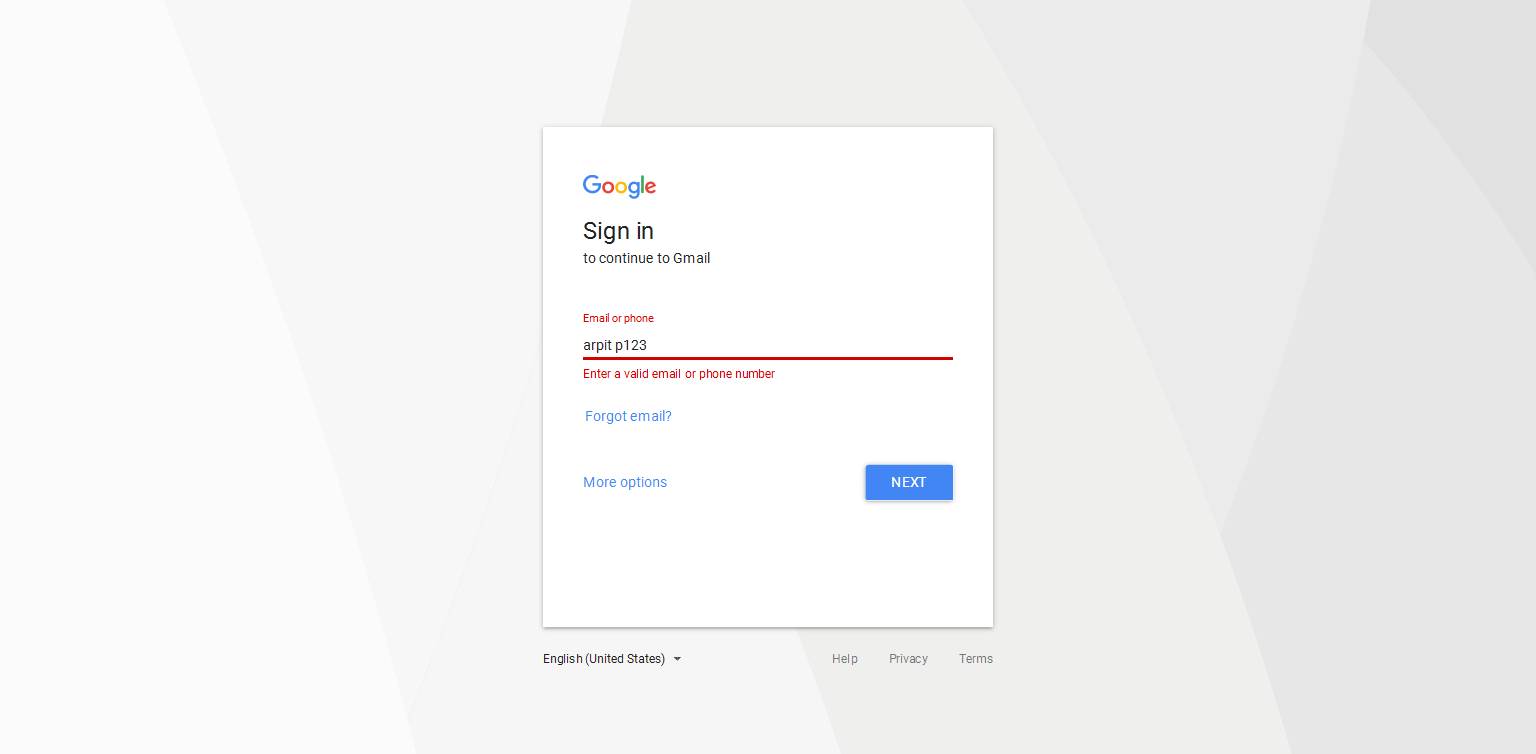 Google
Sign in
to continue to Gmail
Email or phone
arpit p123
Enter a valid email or phone number
Forgot email?
More options
NEXT
English (United States)
Help
Privacy
Terms